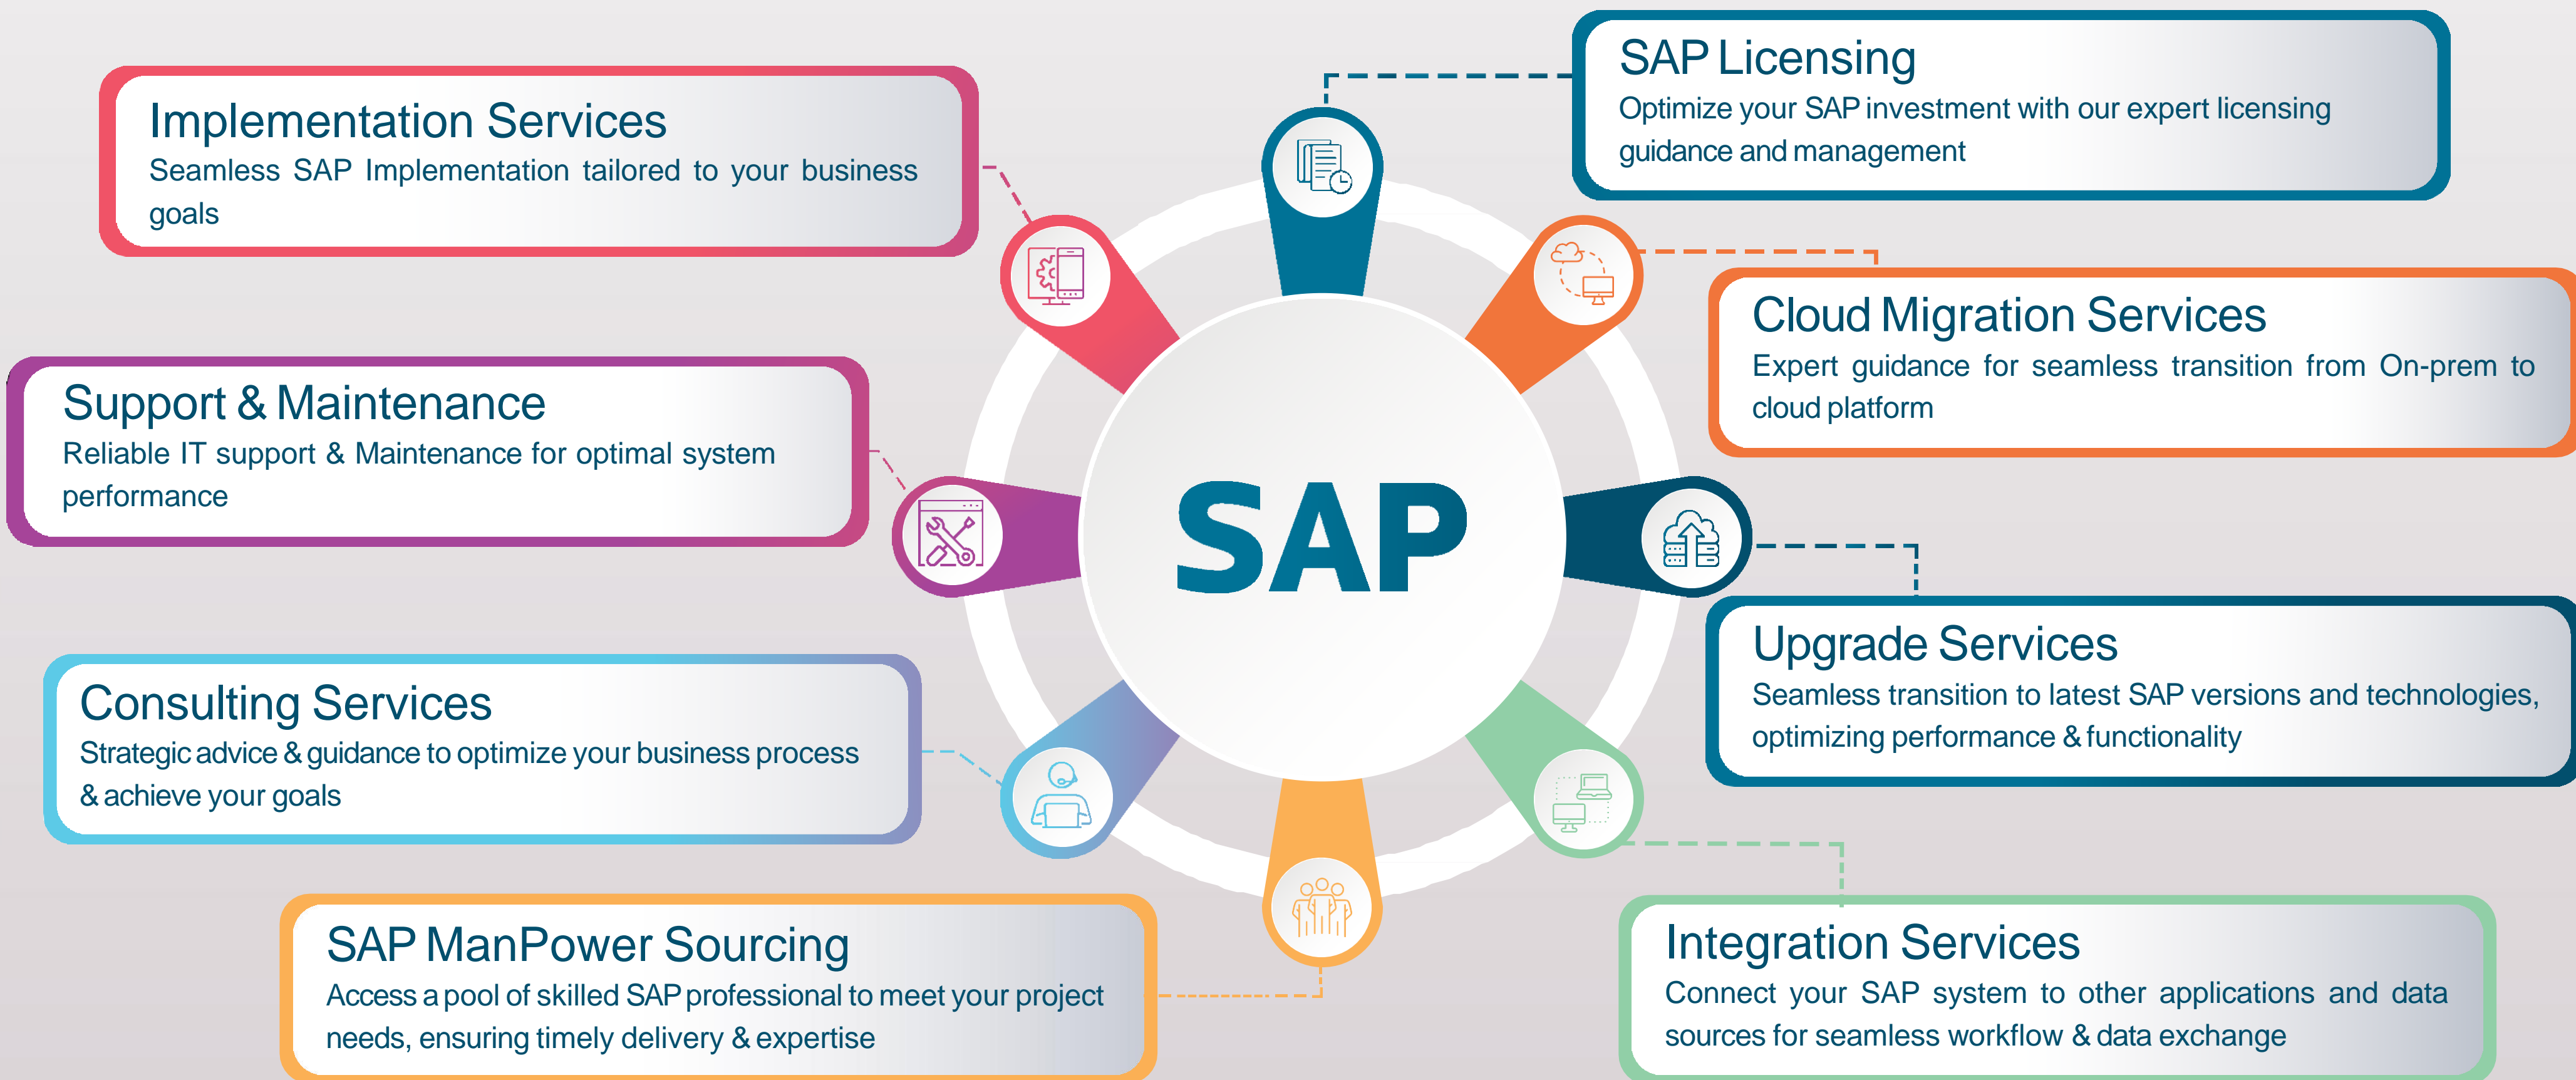 SAP Licensing
Optimize your SAP investment with our expert licensing
guidance and management
Implementation Services
Seamless SAP Implementation tailored to your business
goals
Cloud Migration Services
Expert guidance for seamless transition from On-prem to
cloud platform
Support & Maintenance
Reliable IT support & Maintenance for optimal system
performance
SAP
Upgrade Services
Seamless transition to latest SAP versions and technologies,
optimizing performance & functionality
Consulting Services
Strategic advice & guidance to optimize your business process
& achieve your goals
SAP ManPower Sourcing
Access a pool of skilled SAP professional to meet your project
needs, ensuring timely delivery & expertise
Integration Services
Connect your SAP system to other applications and data
sources for seamless workflow & data exchange